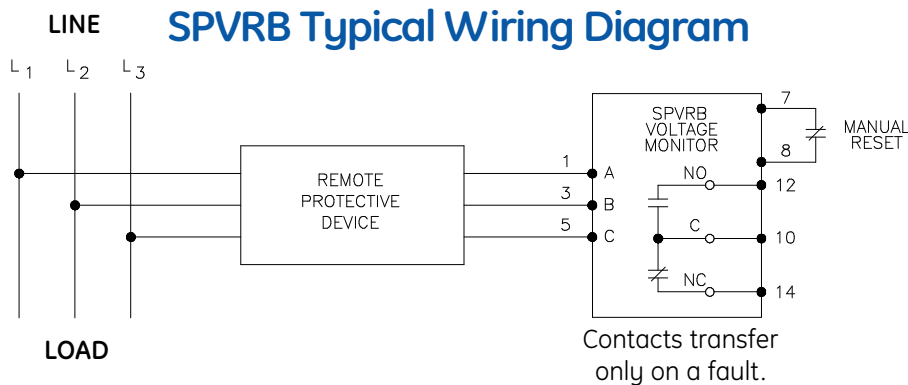 SPVRB Typical Wiring Diagram
LINE
L1 L2 L3
REMOTE
PROTECTIVE
DEVICE
1
3
5
A
B
C
SPVRB
VOLTAGE
MONITOR
NO
C
NC
7
8
12
10
14
MANUAL
RESET
LOAD
Contacts transfer
only on a fault.